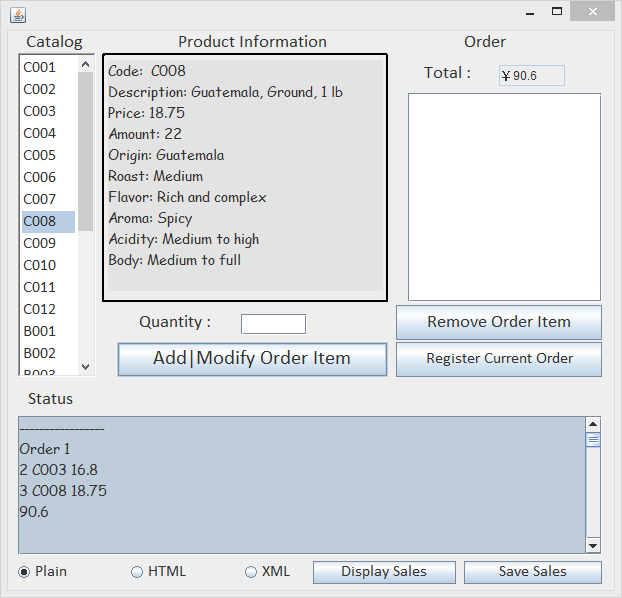 Catalog
Product Information
Order
C001
C002
C003
C004
C005
C006
C007
C008
C009
C010
C011
C012
B001
B002
B003
Code: C008
Description: Guatemala, Ground, 1 lb
Price: 18.75
Amount: 22
Origin: Guatemala
Roast: Medium
Flavor: Rich and complex
Aroma: Spicy
Acidity: Medium to high
Body: Medium to full
Total :
¥ 90.6
Quantity :
Add|Modify Order Item
Remove Order Item
Register Current Order
Status
-----------------
Order 1
2 C003 16.8
3 C008 18.75
90.6
Plain
HTML
XML
Display Sales
Save Sales